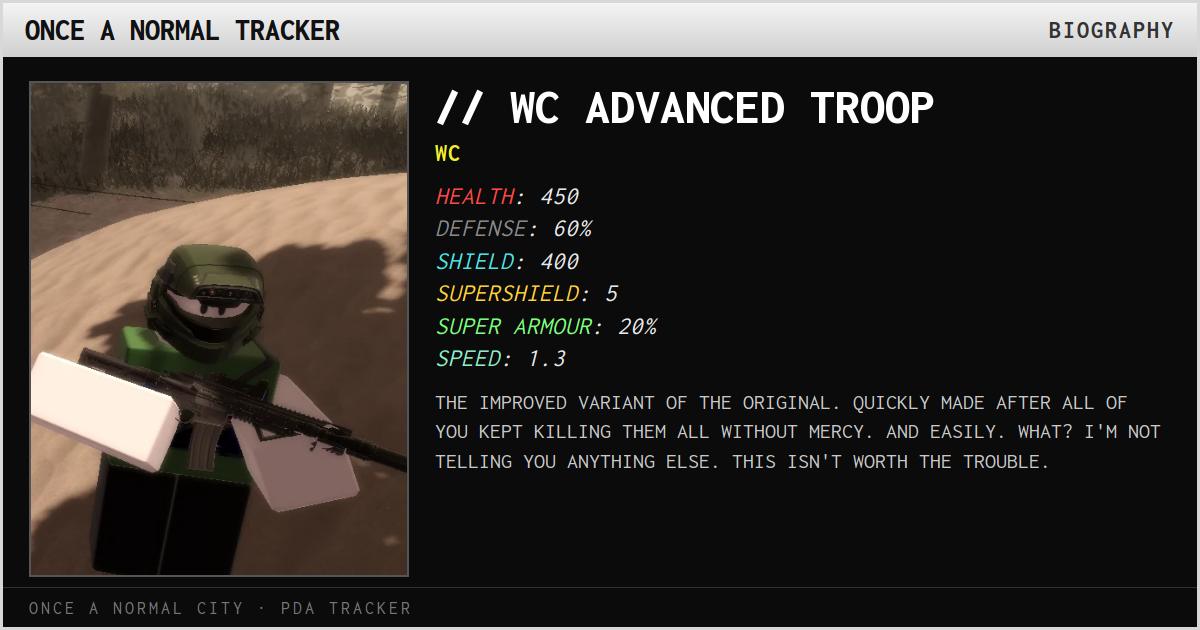 ONCE A NORMAL TRACKER
BIOGRAPHY
// WC ADVANCED TROOP
WC
HEALTH: 450
DEFENSE: 60%
SHIELD: 400
SUPERSHIELD: 5
SUPER ARMOUR: 20%
SPEED: 1.3
THE IMPROVED VARIANT OF THE ORIGINAL. QUICKLY MADE AFTER ALL OF
YOU KEPT KILLING THEM ALL WITHOUT MERCY. AND EASILY. WHAT? I'M NOT
TELLING YOU ANYTHING ELSE. THIS ISN'T WORTH THE TROUBLE.
ONCE A NORMAL CITY · PDA TRACKER